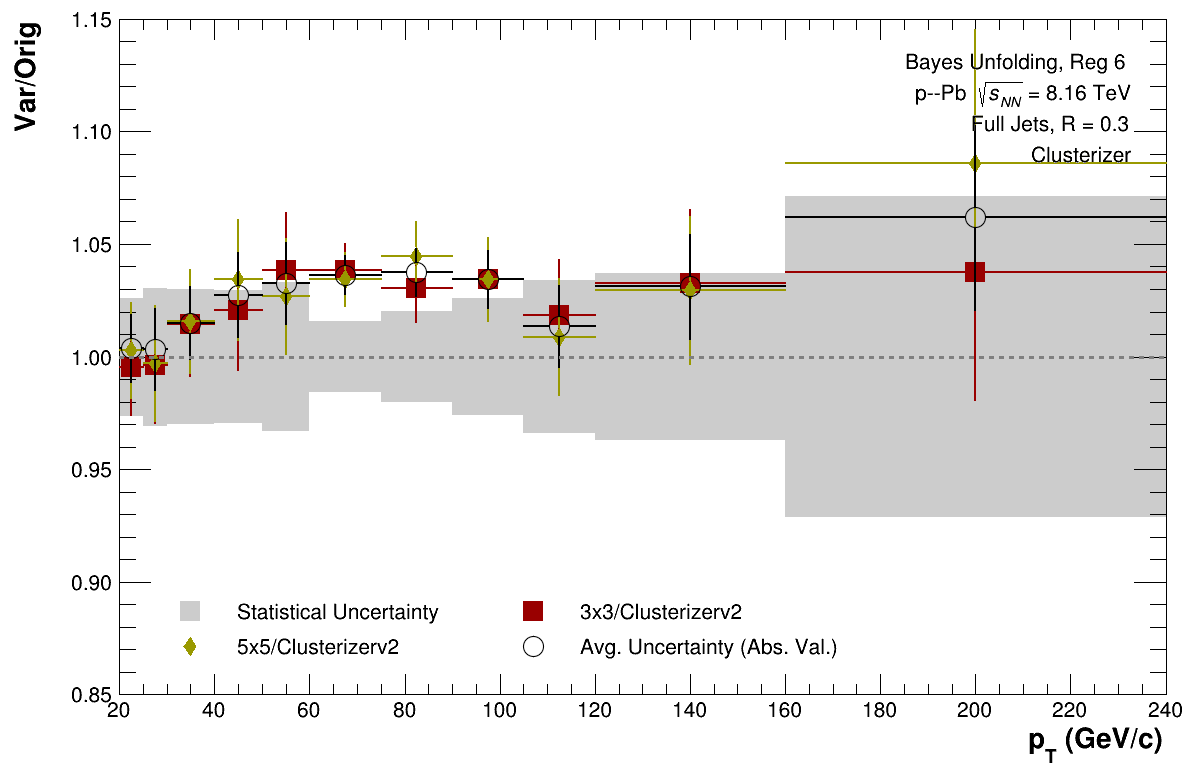 Var/Orig
1.15
1.10
1.05
1.00
0.95
0.90
0.85
Bayes Unfolding, Reg 6
p--Pb √s_NN = 8.16 TeV
Full Jets, R = 0.3
Clusterizer
Statistical Uncertainty
3x3/Clusterizerv2
5x5/Clusterizerv2
Avg. Uncertainty (Abs. Val.)
20 40 60 80 100 120 140 160 180 200 220 240
p_T (GeV/c)